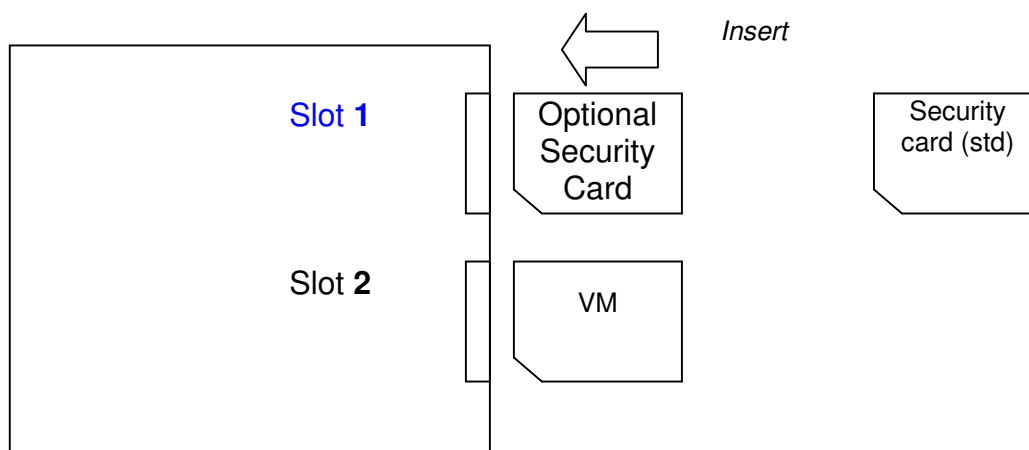 Insert
Slot 1
Optional
Security
Card
Security
card (std)
Slot 2
VM